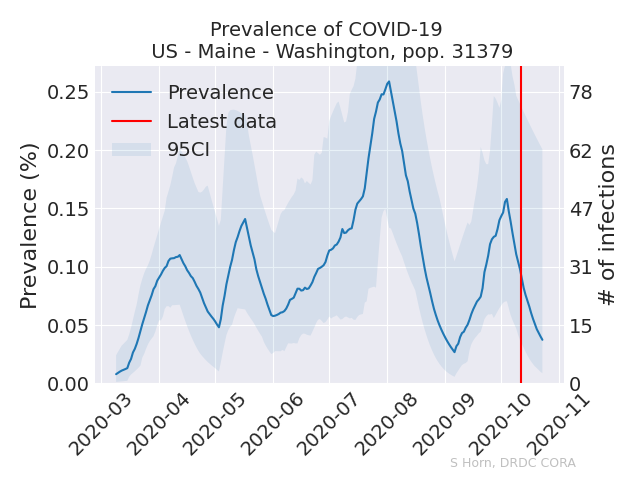 Prevalence of COVID-19
US - Maine - Washington, pop. 31379
Prevalence
Latest data
95CI
Prevalence (%)
0.25
0.20
0.15
0.10
0.05
0.00
78
62
47
31
15
0
# of infections
2020-03
2020-04
2020-05
2020-06
2020-07
2020-08
2020-09
2020-10
2020-11
S Horn, DRDC CORA